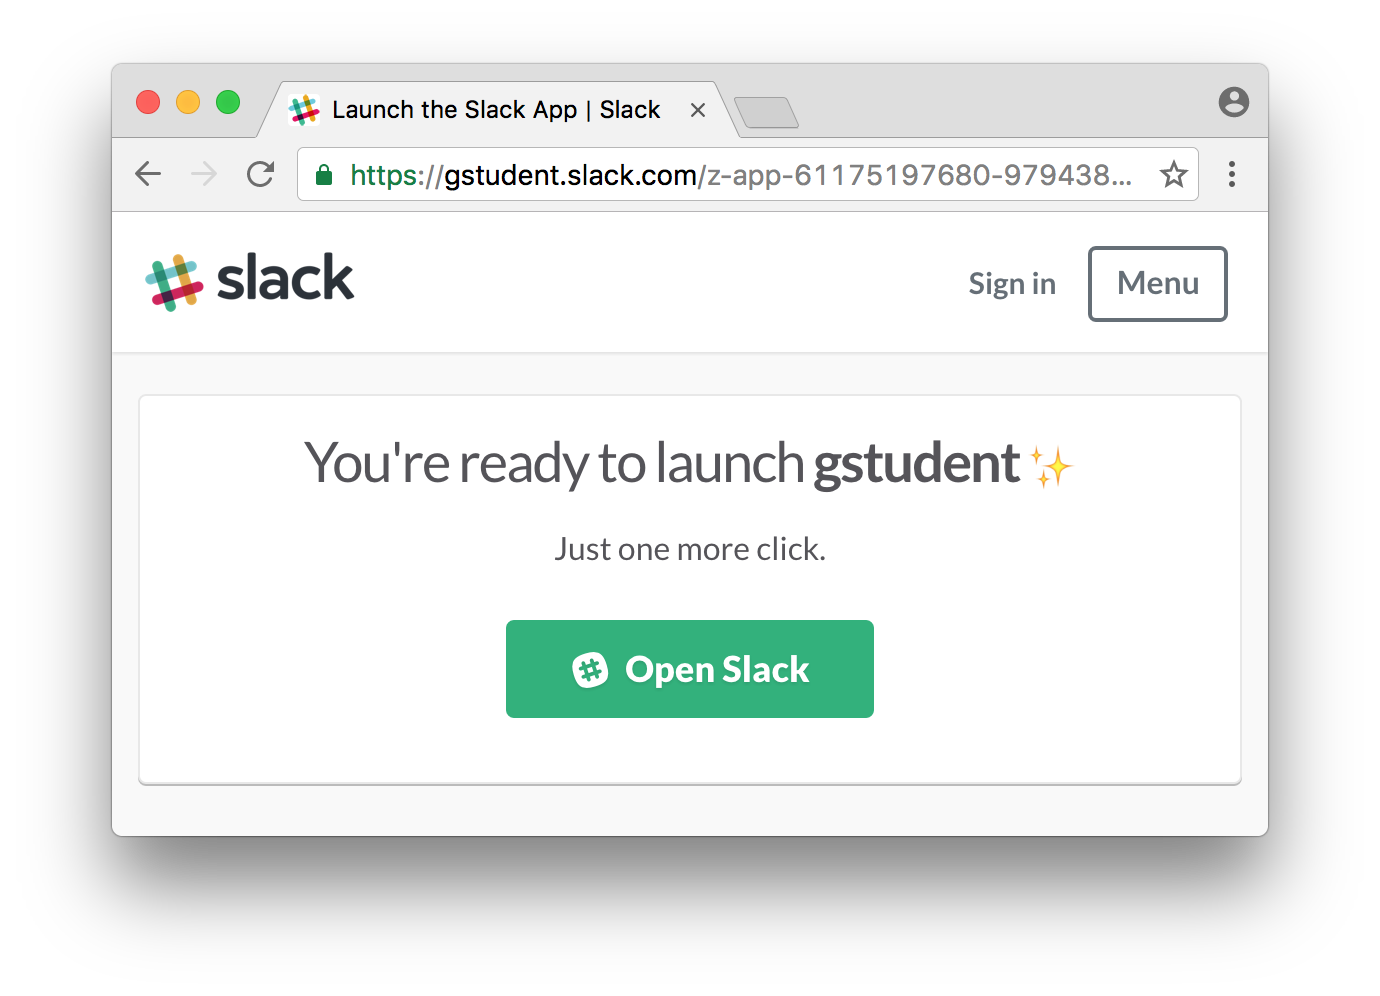 Launch the Slack App | Slack
https://gstudent.slack.com/z-app-61175197680-979438...
slack
Sign in
Menu
You're ready to launch gstudent ✨
Just one more click.
Open Slack